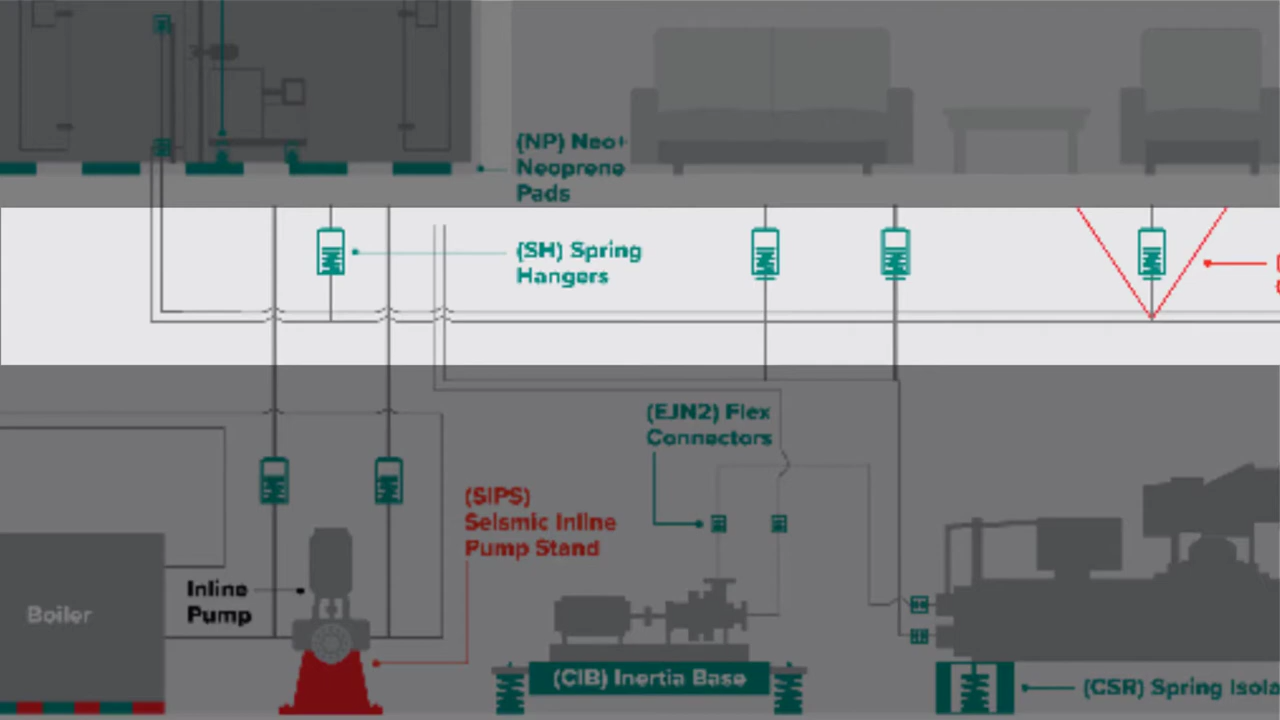 (NP) Neo+
Neoprene
Pads
(SH) Spring
Hangers
(EJN2) Flex
Connectors
(SIPS)
Seismic Inline
Pump Stand
Inline
Pump
Boiler
(CIB) Inertia Base
(CSR) Spring Isola